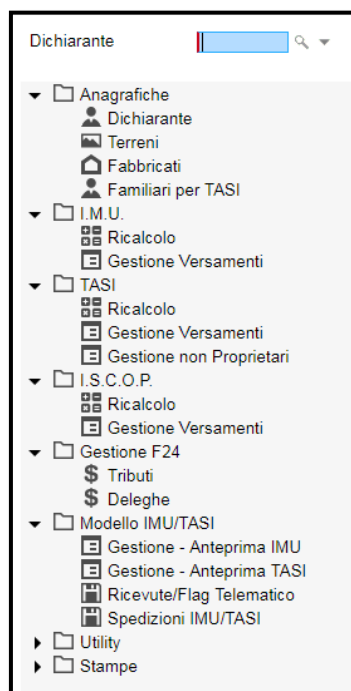 Dichiarante
Anagrafiche
Dichiarante
Terreni
Fabbricati
Familiari per TASI
I.M.U.
Ricalcolo
Gestione Versamenti
TASI
Ricalcolo
Gestione Versamenti
Gestione non Proprietari
I.S.C.O.P.
Ricalcolo
Gestione Versamenti
Gestione F24
$ Tributi
$ Deleghe
Modello IMU/TASI
Gestione - Anteprima IMU
Gestione - Anteprima TASI
Ricevute/Flag Telematico
Spedizioni IMU/TASI
Utility
Stampe